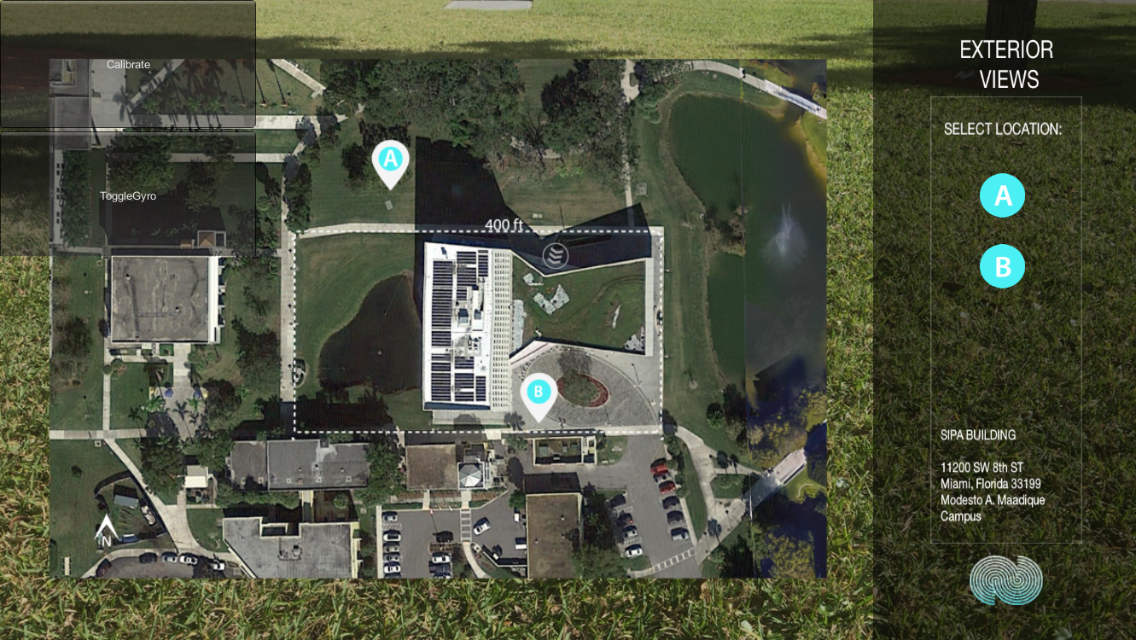 Calibrate
ToggleGyro
A
400 ft
B
N
EXTERIOR
VIEWS
SELECT LOCATION:
A
B
SIPA BUILDING
11200 SW 8th ST
Miami, Florida 33199
Modesto A. Maadique
Campus